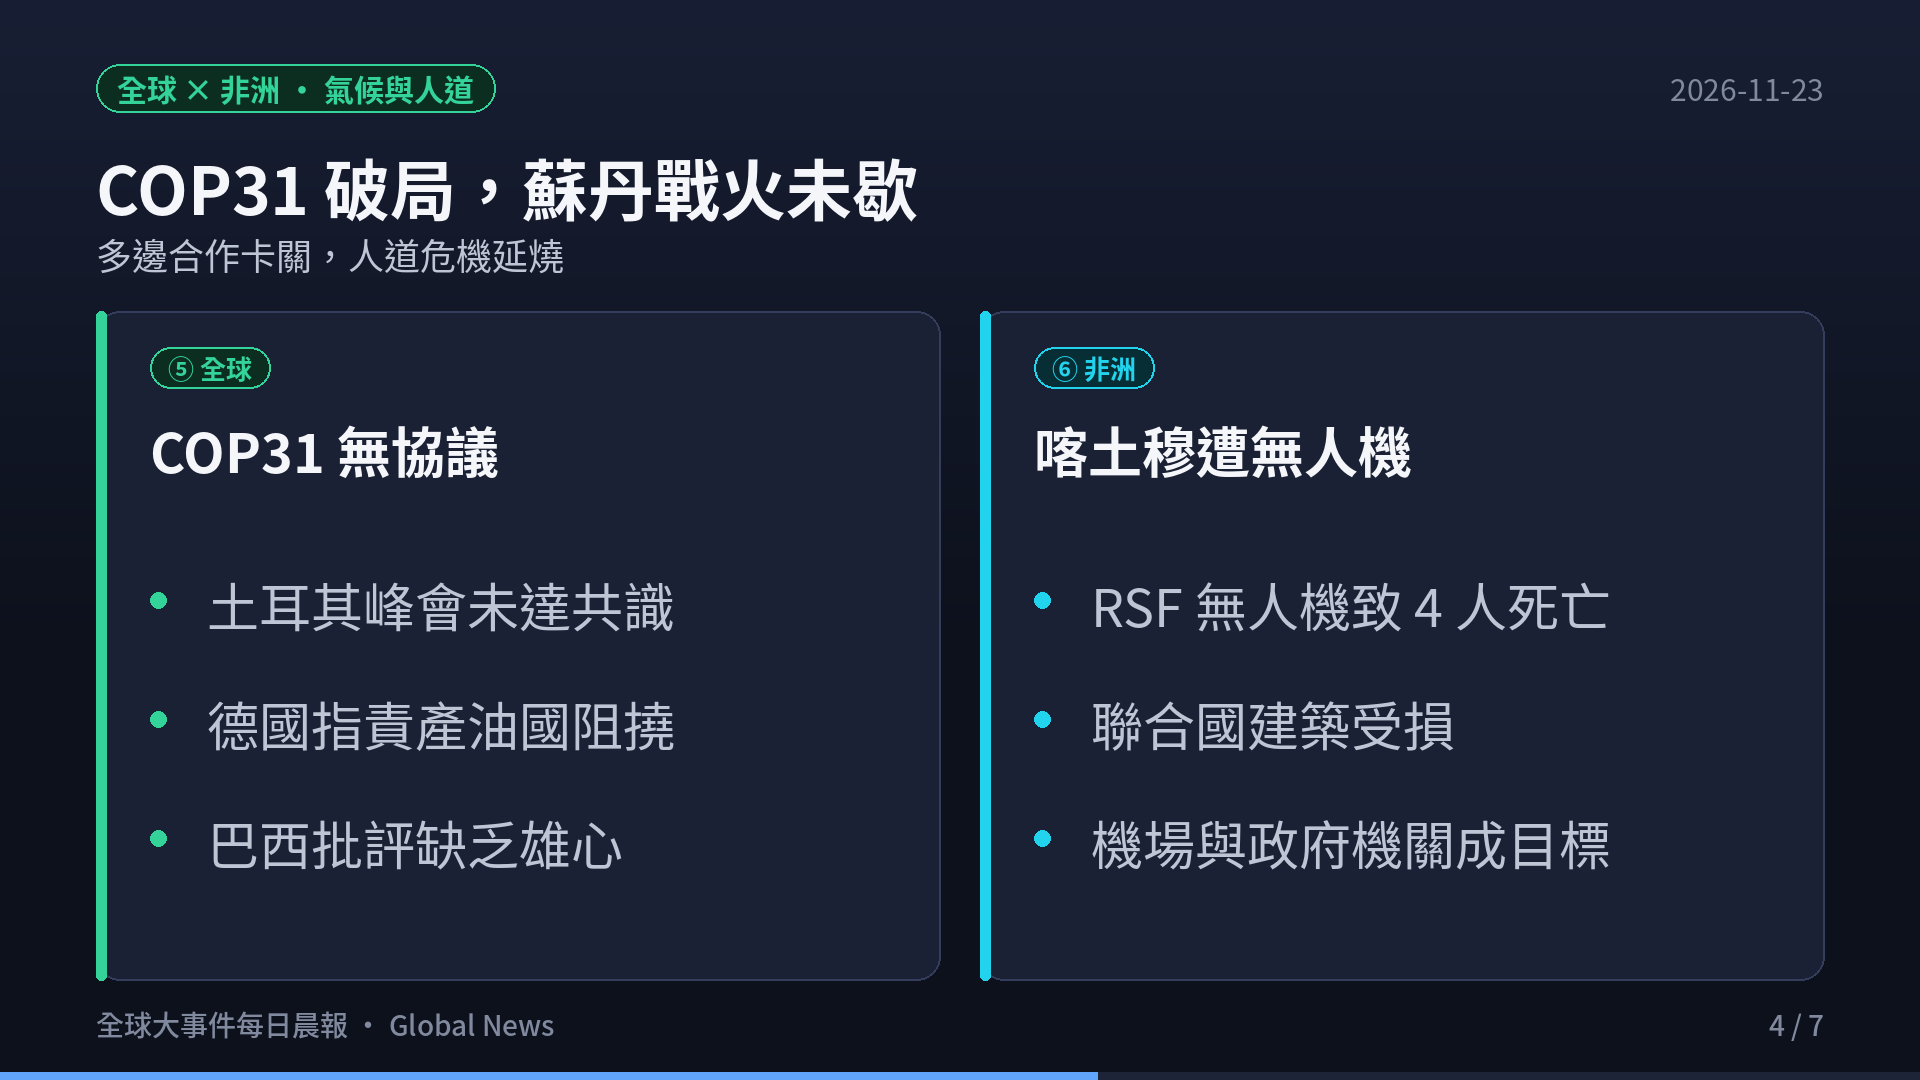 全球 × 非洲 · 氣候與人道
2026-11-23
COP31 破局，蘇丹戰火未歇
多邊合作卡關，人道危機延燒
⑤ 全球
COP31 無協議
• 土耳其峰會未達共識
• 德國指責產油國阻撓
• 巴西批評缺乏雄心
⑥ 非洲
喀土穆遭無人機
• RSF 無人機致 4 人死亡
• 聯合國建築受損
• 機場與政府機關成目標
全球大事件每日晨報 · Global News
4 / 7